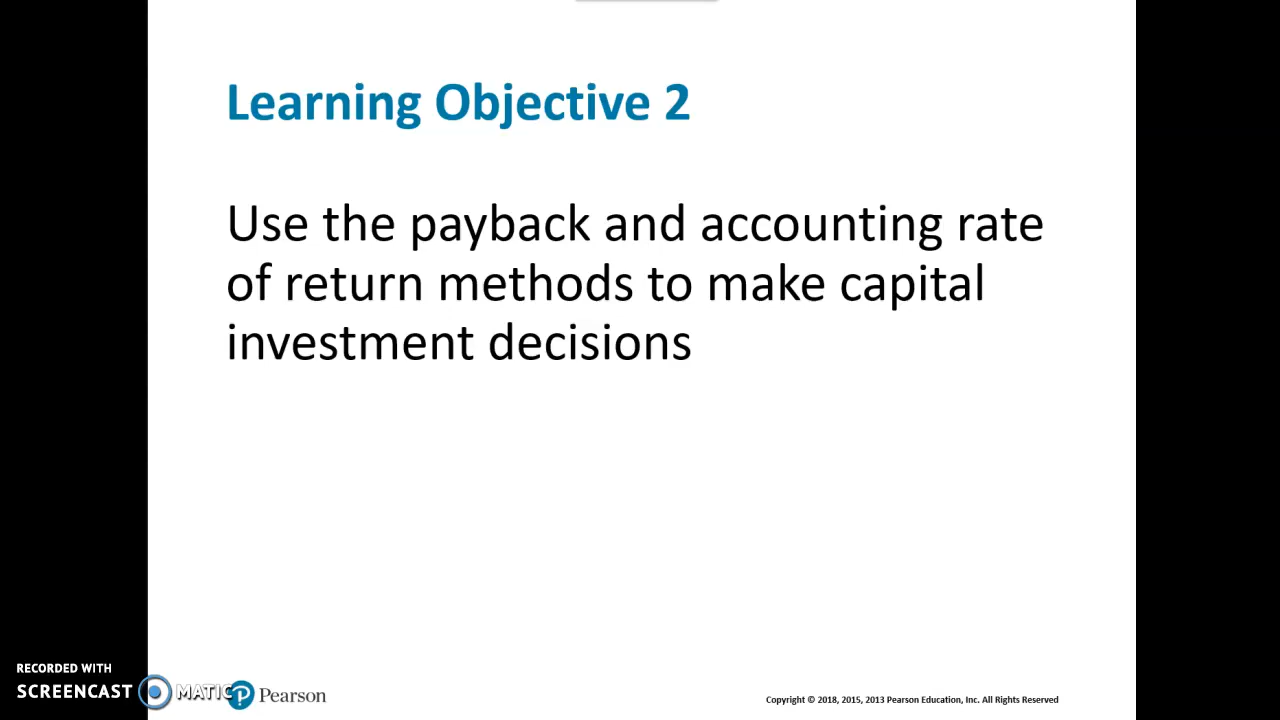 Learning Objective 2
Use the payback and accounting rate
of return methods to make capital
investment decisions
RECORDED WITH
SCREENCAST MATIC
Pearson
Copyright © 2018, 2015, 2013 Pearson Education, Inc. All Rights Reserved